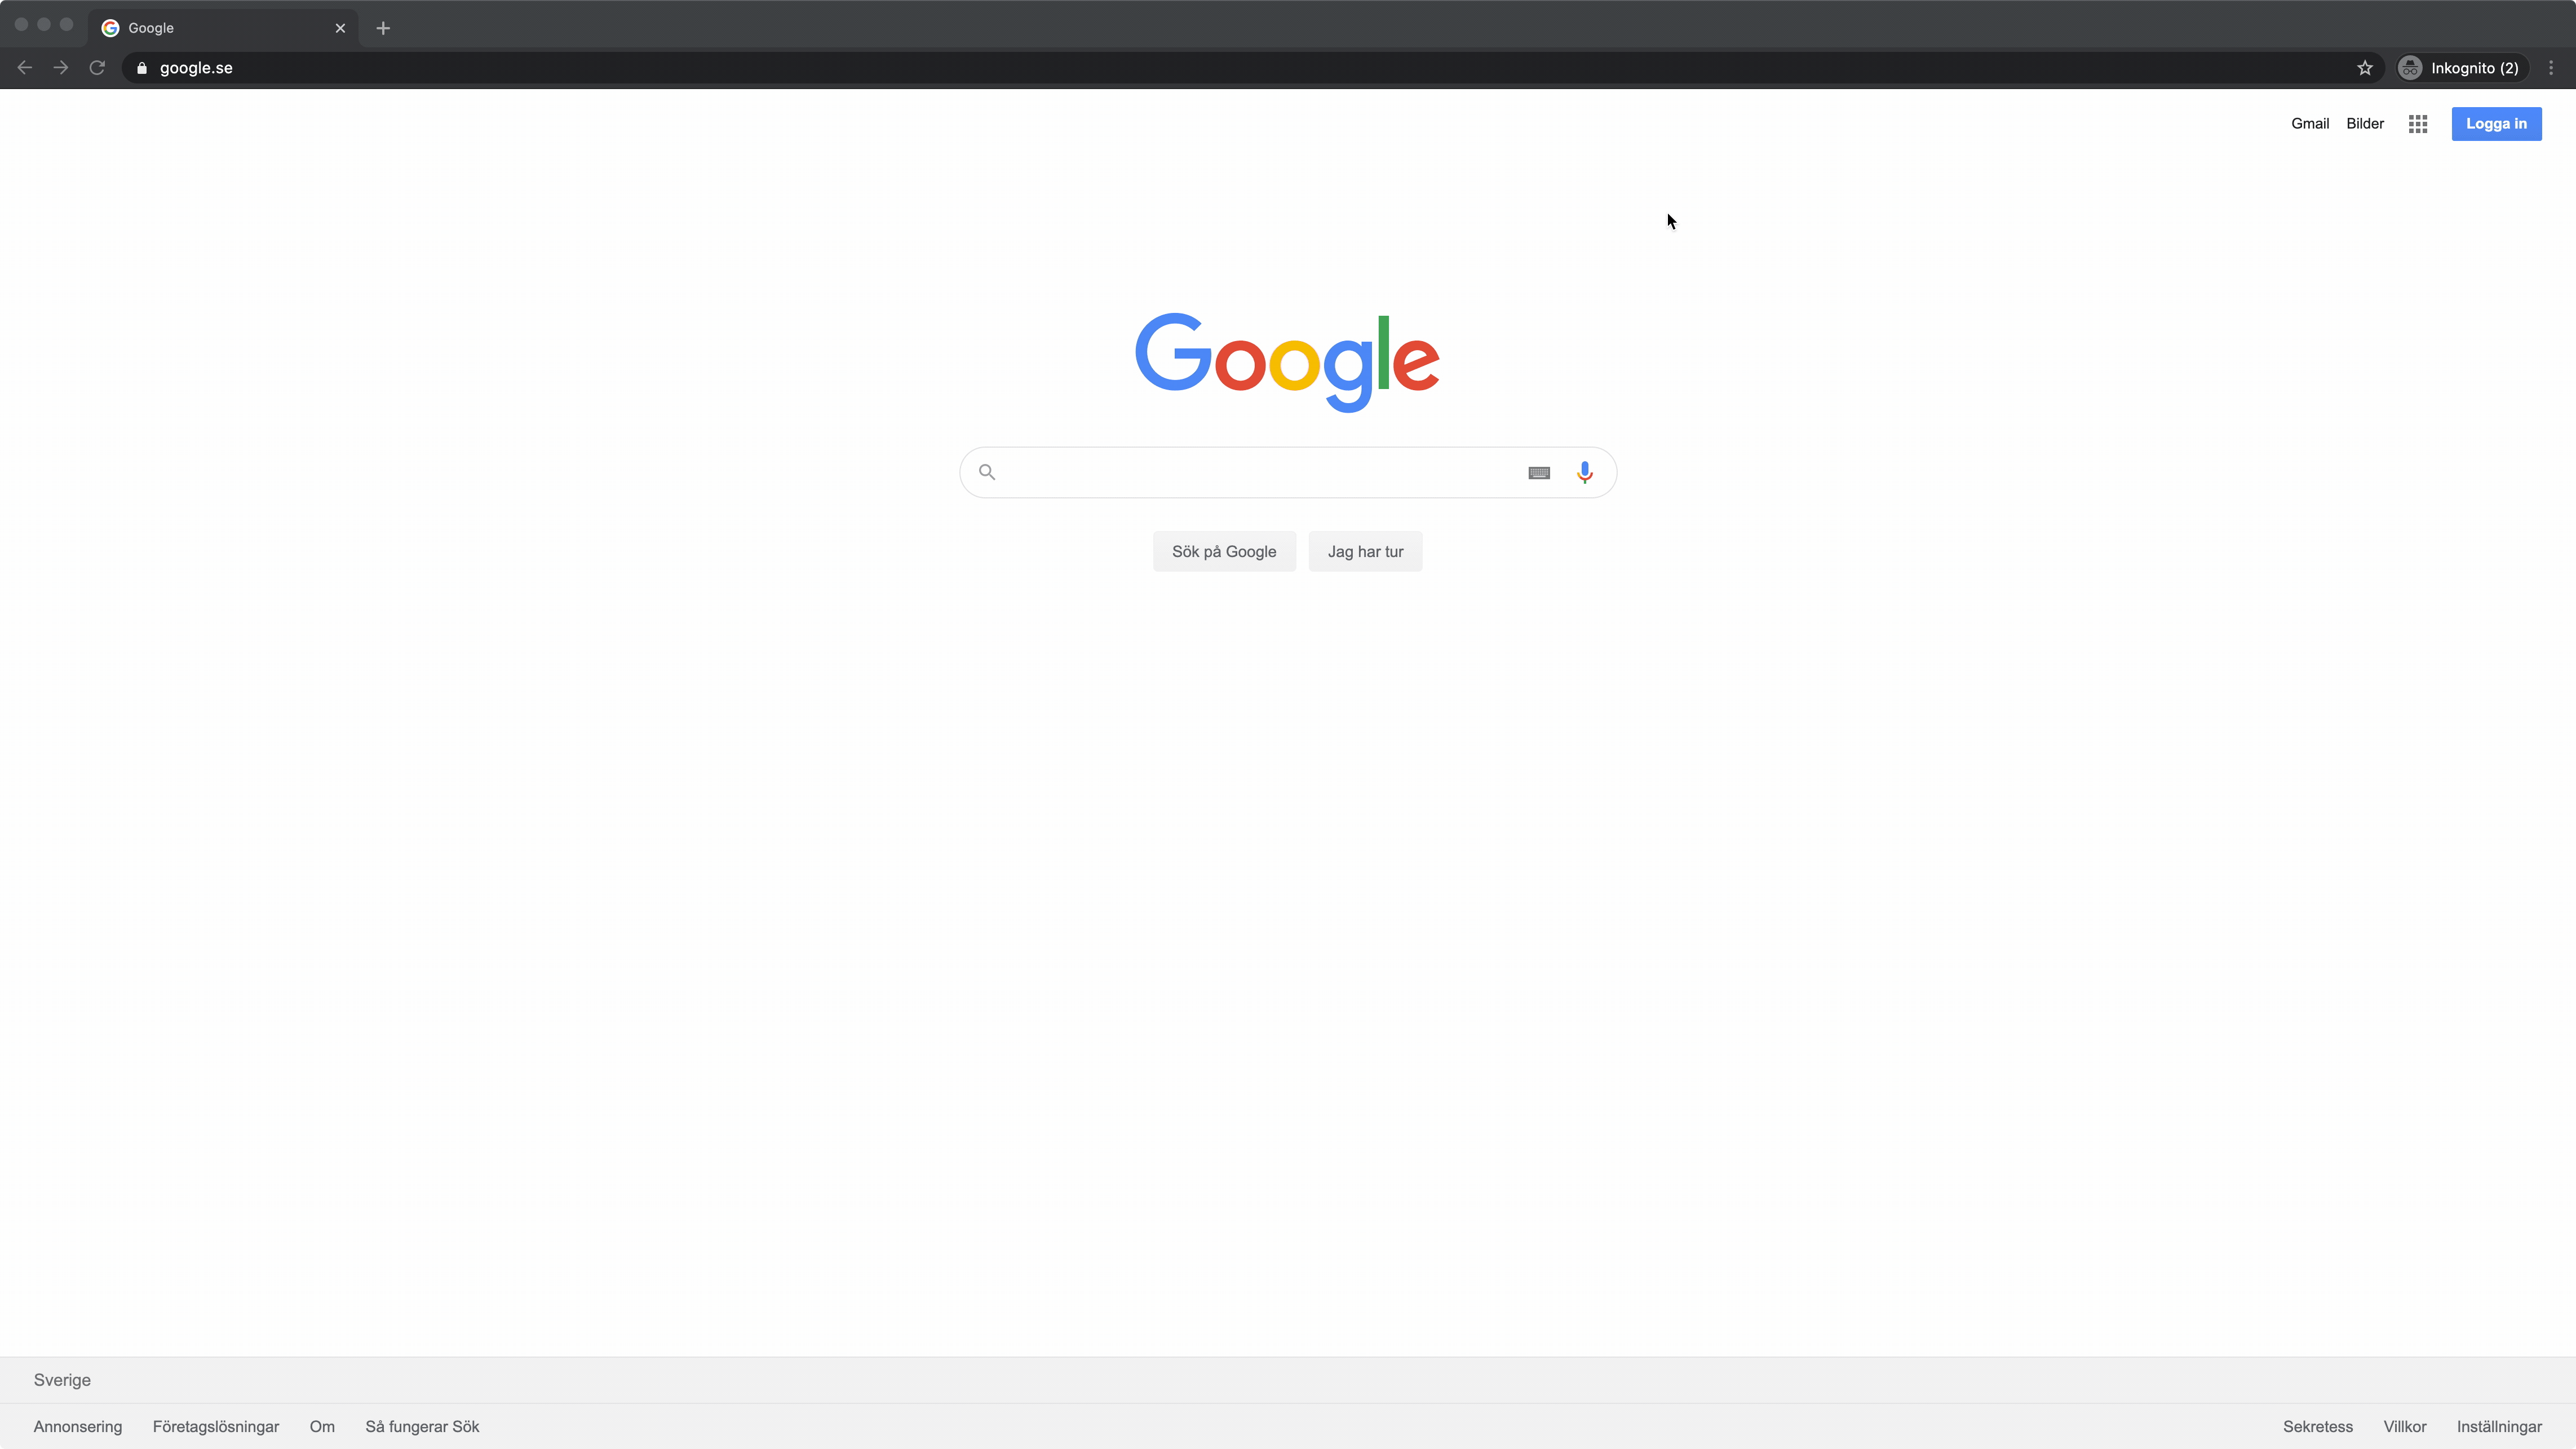 Google
google.se
Inkognito (2)
Gmail Bilder Logga in
Google
Sök på Google Jag har tur
Sverige
Annonsering Företagslösningar Om Så fungerar Sök Sekretess Villkor Inställningar